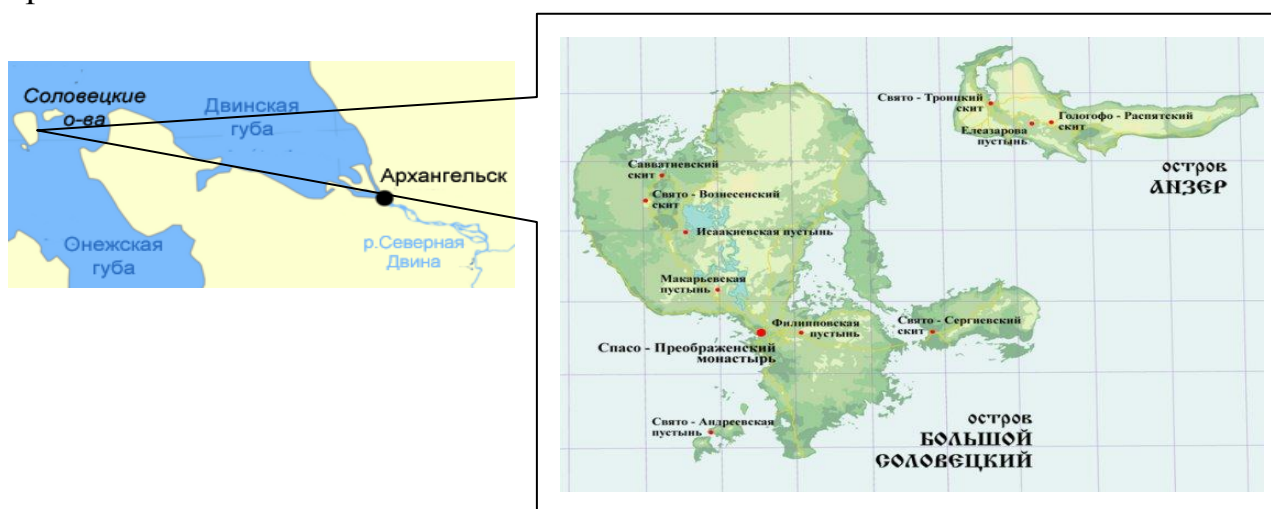 Соловецкие
о-ва
Двинская
губа
Архангельск
Онежская
губа
р.Северная
Двина
Свято - Троицкий
скит
Голгофо - Распятский
скит
Елеазарова
пустынь
остров
АНЗЕР
Савватиевский
скит
Свято - Вознесенский
скит
Исаакиевская пустынь
Макарьевская
пустынь
Филипповская
пустынь
Свято - Сергиевский
скит
Спасо - Преображенский
монастырь
Свято - Андреевская
пустынь
остров
БОЛЬШОЙ
СОЛОВЕЦКИЙ